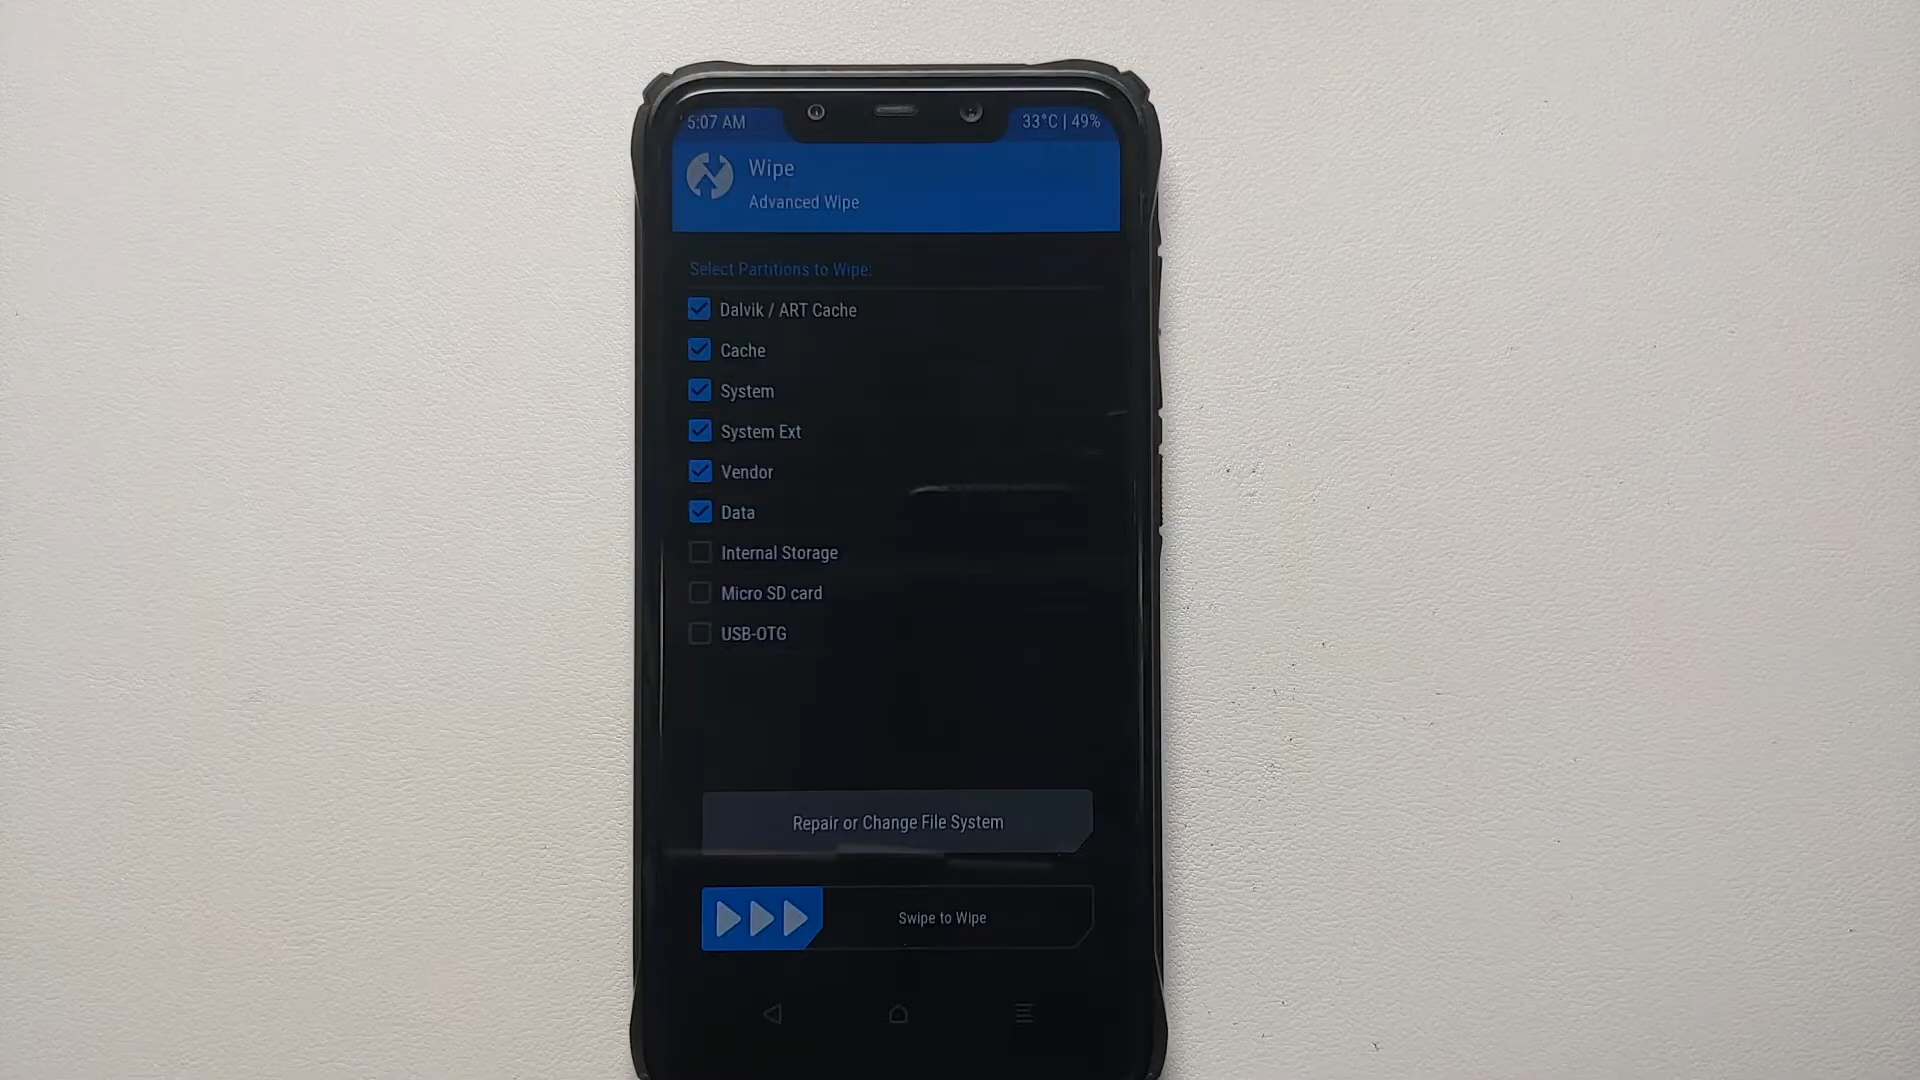 5:07 AM
33°C | 49%
Wipe
Advanced Wipe
Select Partitions to Wipe:
Dalvik / ART Cache
Cache
System
System Ext
Vendor
Data
Internal Storage
Micro SD card
USB-OTG
Repair or Change File System
Swipe to Wipe